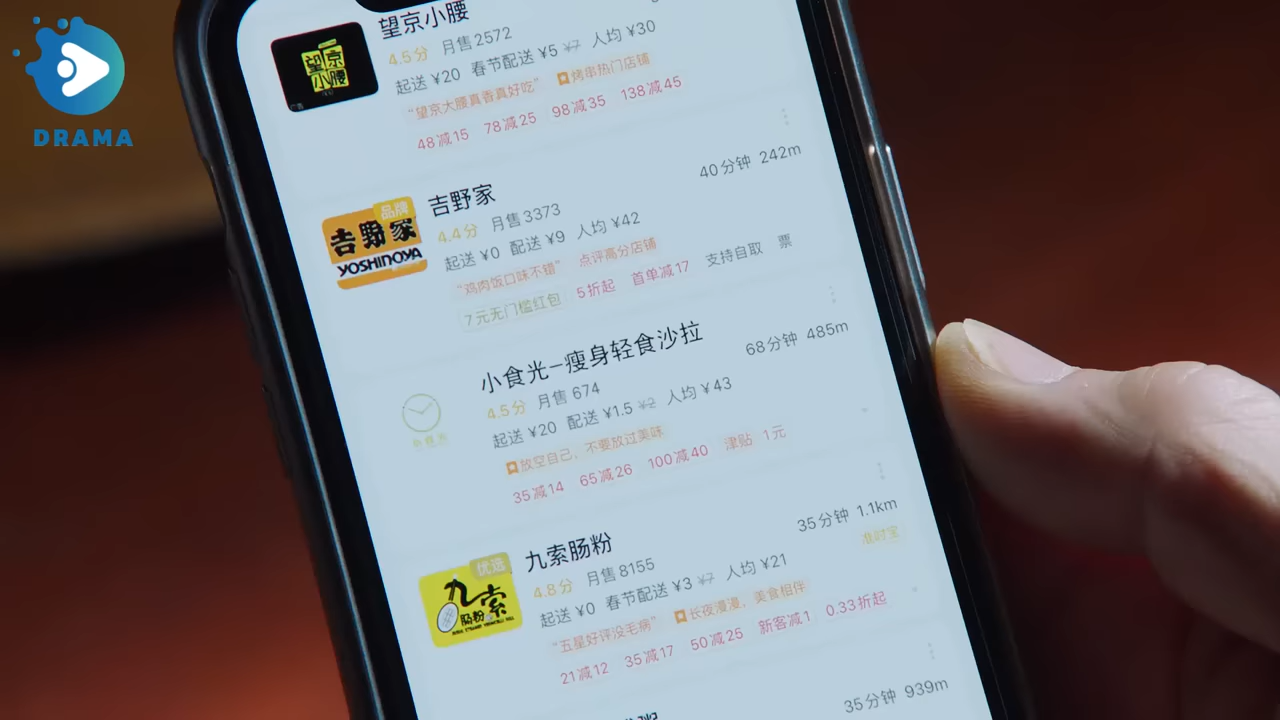 DRAMA
望京小腰
望京
小腰
4.5分 月售2572
起送 ¥20 春节配送 ¥5 ¥7 人均 ¥30
“望京大腰真香真好吃” 烤串热门店铺
48减15 78减25 98减35 138减45
40分钟 242m
品牌
吉野家
YOSHINOYA
吉野家
4.4分 月售3373
起送 ¥0 配送 ¥9 人均 ¥42
“鸡肉饭口味不错” 点评高分店铺
7元无门槛红包 5折起 首单减17 支持自取 票
68分钟 485m
小食光-瘦身轻食沙拉
4.5分 月售674
起送 ¥20 配送 ¥1.5 ¥2 人均 ¥43
放空自己，不要放过美味
35减14 65减26 100减40 津贴 1元
35分钟 1.1km
准时宝
优选
九索
肠粉
九索肠粉
4.8分 月售8155
起送 ¥0 春节配送 ¥3 ¥7 人均 ¥21
“五星好评没毛病” 长夜漫漫，美食相伴
21减12 35减17 50减25 新客减1 0.33折起
35分钟 939m